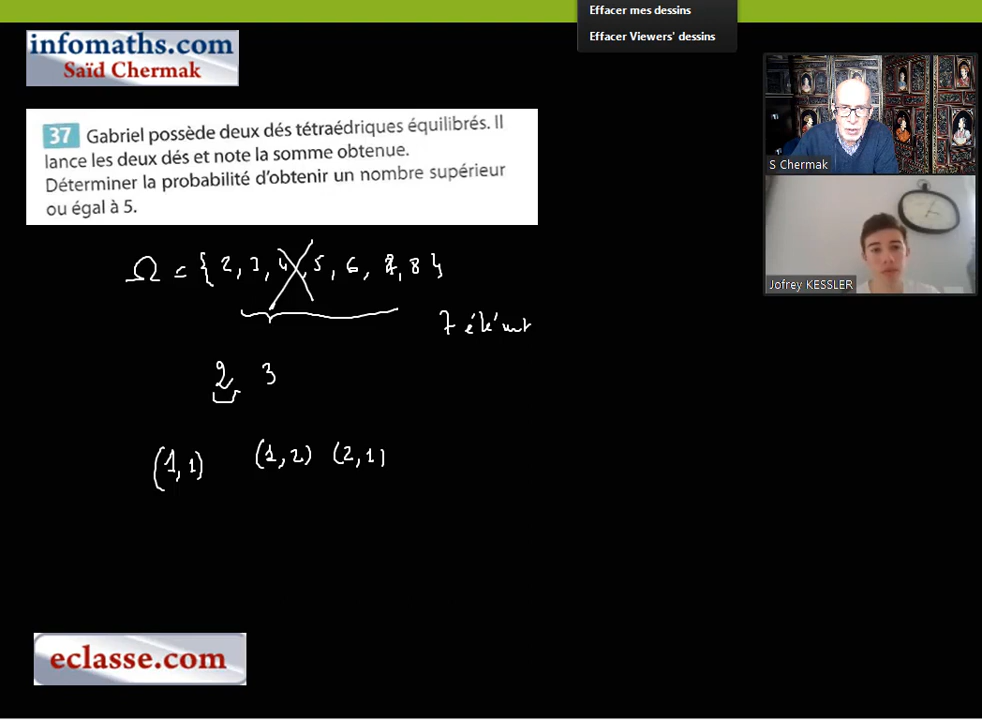 Effacer mes dessins
Effacer Viewers' dessins
infomaths.com
Saïd Chermak
37 Gabriel possède deux dés tétraédriques équilibrés. Il
lance les deux dés et note la somme obtenue.
Déterminer la probabilité d'obtenir un nombre supérieur
ou égal à 5.
S Chermak
Jofrey KESSLER
Ω = { 2, 3, 4, 5, 6, 7, 8 }
7 élément
2 3
(1,1) (1,2) (2,1)
eclasse.com